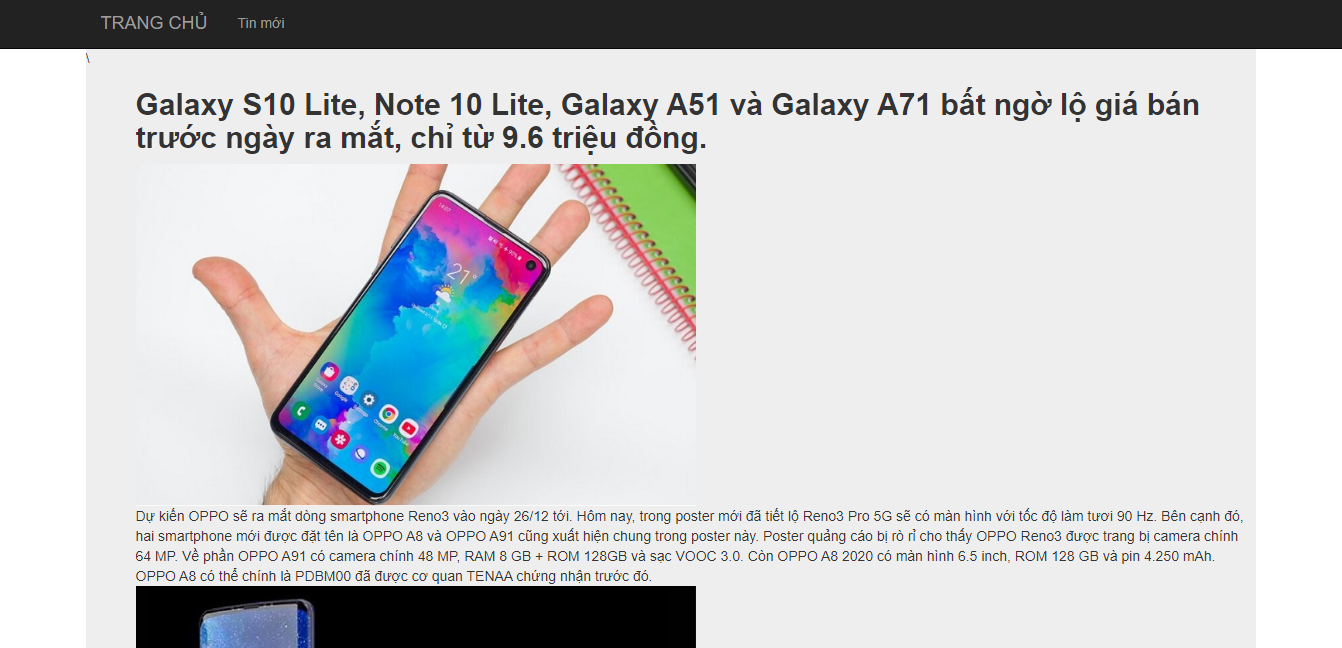 TRANG CHỦ Tin mới
\
Galaxy S10 Lite, Note 10 Lite, Galaxy A51 và Galaxy A71 bất ngờ lộ giá bán
trước ngày ra mắt, chỉ từ 9.6 triệu đồng.
14:07
90%
21°
Google
Chrome
YouTube
Dự kiến OPPO sẽ ra mắt dòng smartphone Reno3 vào ngày 26/12 tới. Hôm nay, trong poster mới đã tiết lộ Reno3 Pro 5G sẽ có màn hình với tốc độ làm tươi 90 Hz. Bên cạnh đó,
hai smartphone mới được đặt tên là OPPO A8 và OPPO A91 cũng xuất hiện chung trong poster này. Poster quảng cáo bị rò rỉ cho thấy OPPO Reno3 được trang bị camera chính
64 MP. Về phần OPPO A91 có camera chính 48 MP, RAM 8 GB + ROM 128GB và sạc VOOC 3.0. Còn OPPO A8 2020 có màn hình 6.5 inch, ROM 128 GB và pin 4.250 mAh.
OPPO A8 có thể chính là PDBM00 đã được cơ quan TENAA chứng nhận trước đó.